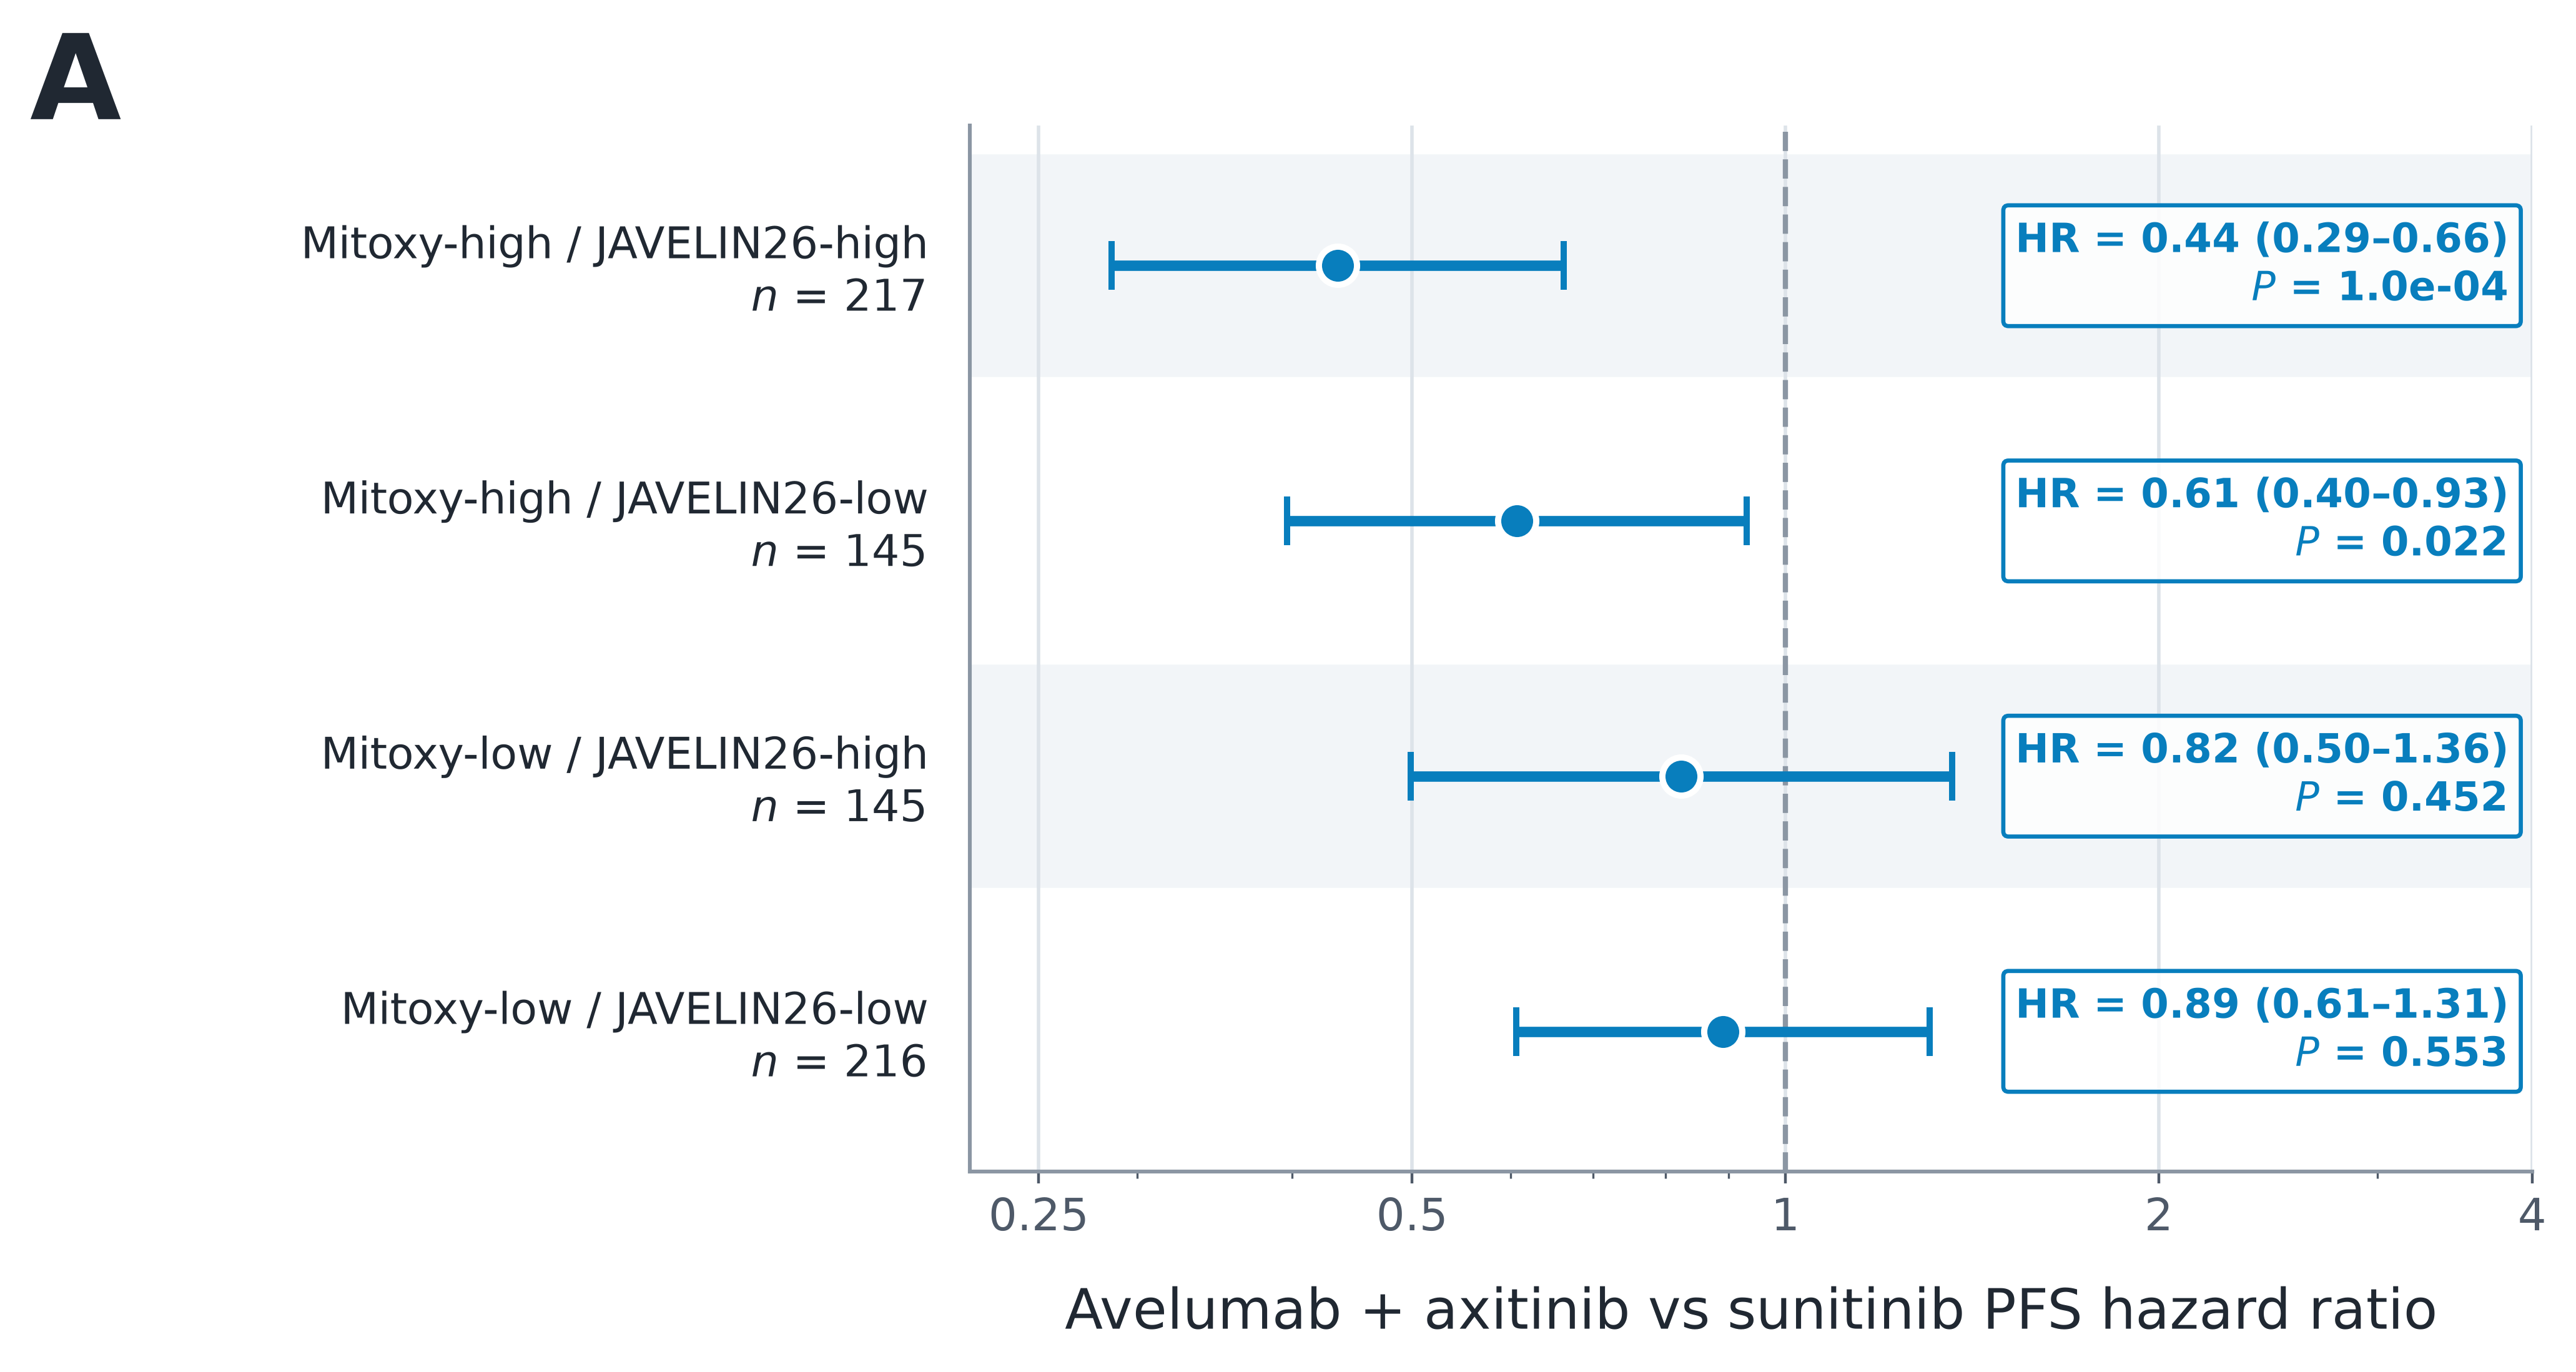 A
Mitoxy-high / JAVELIN26-high
n = 217
HR = 0.44 (0.29–0.66)
P = 1.0e-04
Mitoxy-high / JAVELIN26-low
n = 145
HR = 0.61 (0.40–0.93)
P = 0.022
Mitoxy-low / JAVELIN26-high
n = 145
HR = 0.82 (0.50–1.36)
P = 0.452
Mitoxy-low / JAVELIN26-low
n = 216
HR = 0.89 (0.61–1.31)
P = 0.553
0.25 0.5 1 2 4
Avelumab + axitinib vs sunitinib PFS hazard ratio